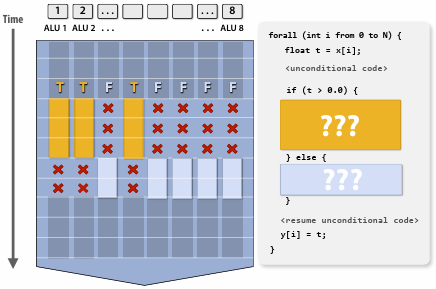 1 2 ... ... 8
Time
ALU 1 ALU 2 ... ... ALU 8
T T F T F F F F
forall (int i from 0 to N) {
float t = x[i];
<unconditional code>
if (t > 0.0) {
???
} else {
???
}
<resume unconditional code>
y[i] = t;
}